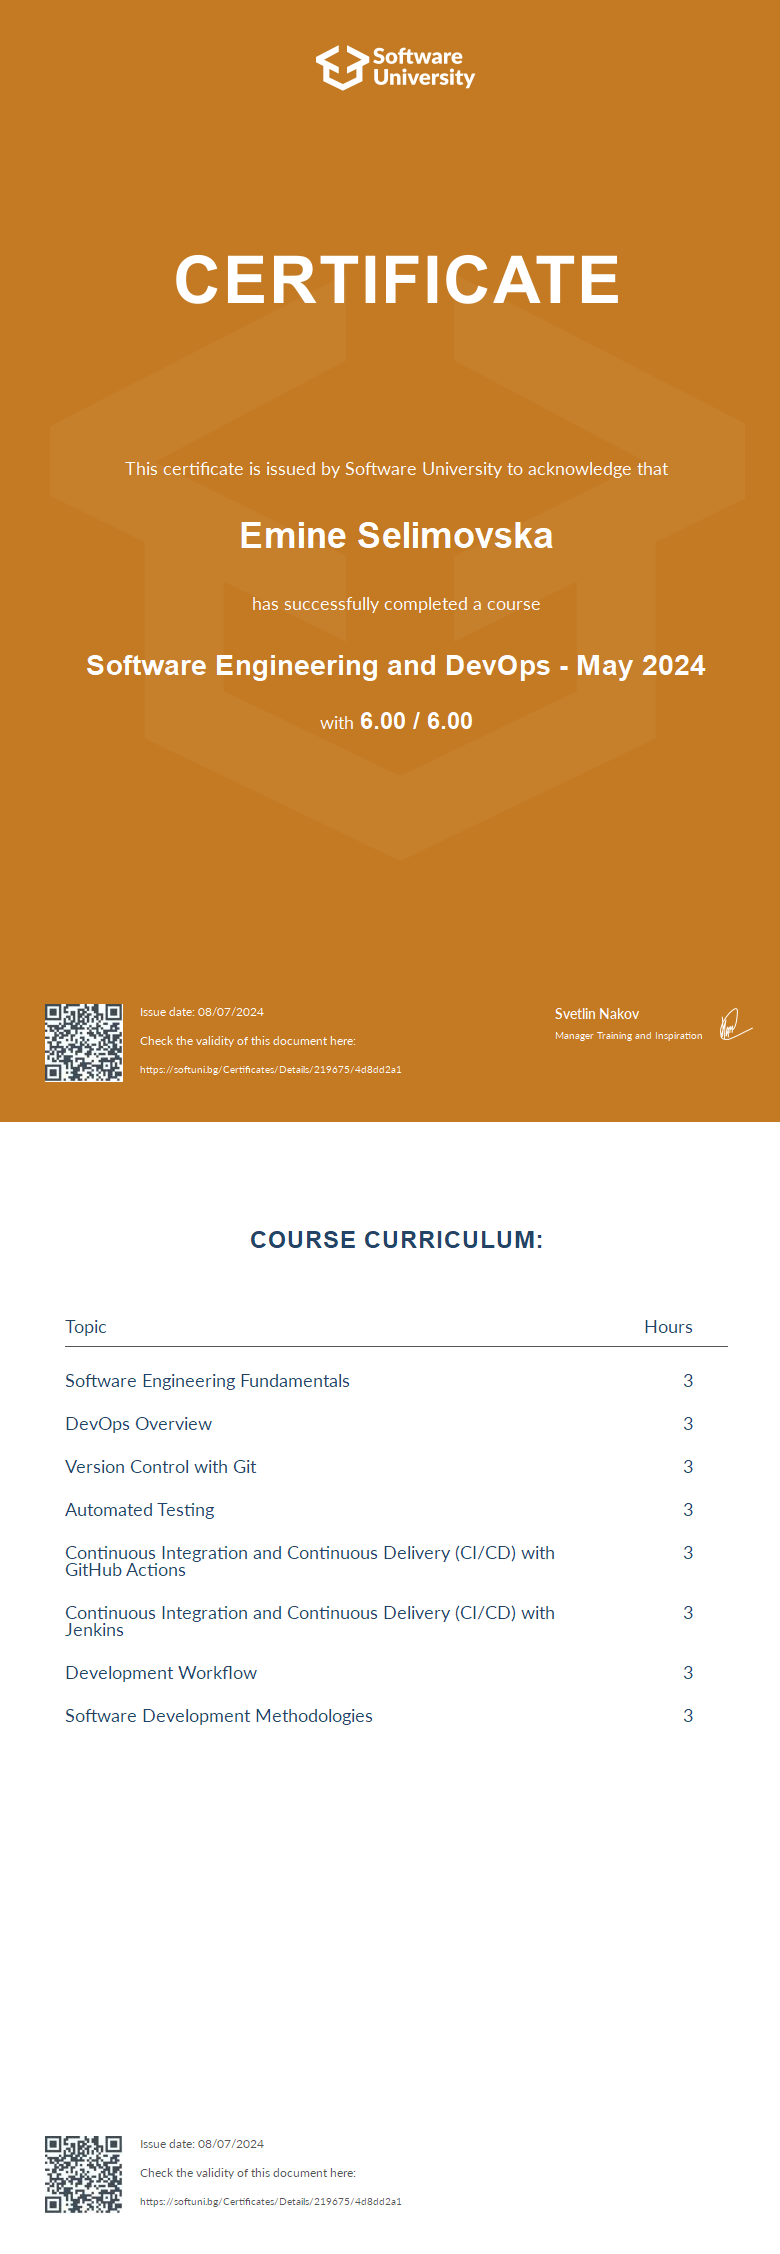 Software
University
CERTIFICATE
This certificate is issued by Software University to acknowledge that
Emine Selimovska
has successfully completed a course
Software Engineering and DevOps - May 2024
with 6.00 / 6.00
Issue date: 08/07/2024
Check the validity of this document here:
https://softuni.bg/Certificates/Details/219675/4d8dd2a1
Svetlin Nakov
Manager Training and Inspiration
COURSE CURRICULUM:
Topic Hours
Software Engineering Fundamentals 3
DevOps Overview 3
Version Control with Git 3
Automated Testing 3
Continuous Integration and Continuous Delivery (CI/CD) with 3
GitHub Actions
Continuous Integration and Continuous Delivery (CI/CD) with 3
Jenkins
Development Workflow 3
Software Development Methodologies 3
Issue date: 08/07/2024
Check the validity of this document here:
https://softuni.bg/Certificates/Details/219675/4d8dd2a1